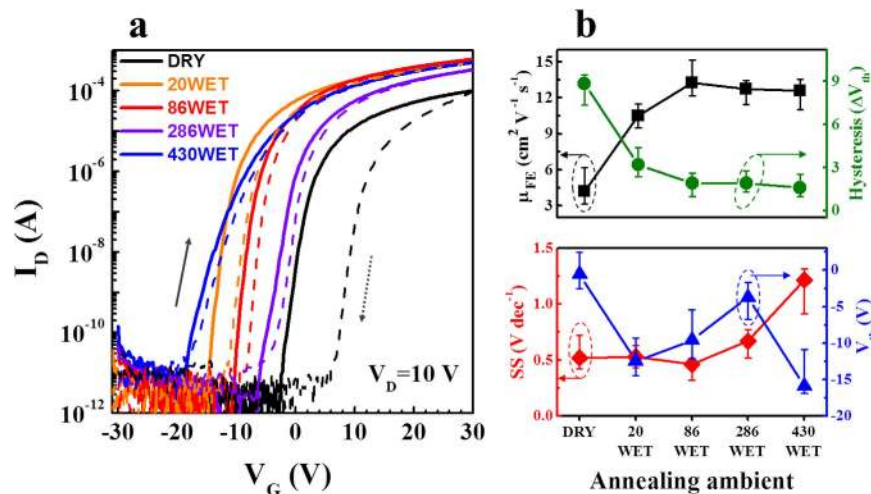 a
DRY
20WET
86WET
286WET
430WET
10⁻⁴
10⁻⁶
10⁻⁸
10⁻¹⁰
10⁻¹²
I_D (A)
V_D=10 V
-30 -20 -10 0 10 20 30
V_G (V)
b
15
12
9
6
3
μ_FE (cm² V⁻¹ s⁻¹)
9
6
3
0
Hysteresis (ΔV_th)
1.5
1.0
0.5
0.0
SS (V dec⁻¹)
0
-5
-10
-15
-20
V_th (V)
DRY 20 86 286 430
WET WET WET WET
Annealing ambient